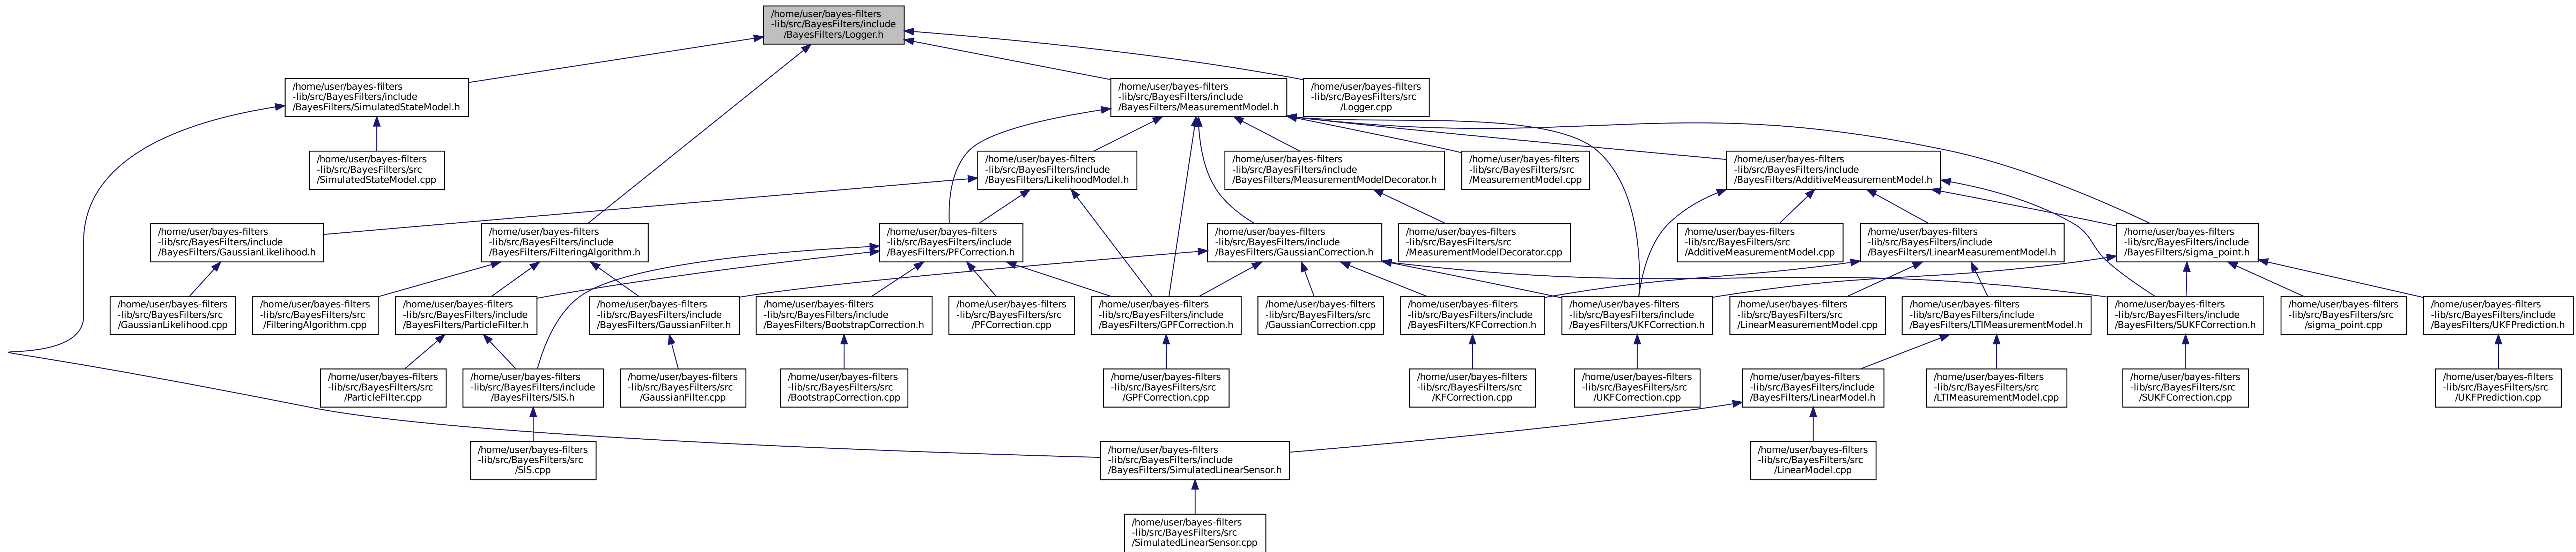 /home/user/bayes-filters
-lib/src/BayesFilters/include
/BayesFilters/Logger.h
/home/user/bayes-filters
-lib/src/BayesFilters/include
/BayesFilters/SimulatedStateModel.h
/home/user/bayes-filters
-lib/src/BayesFilters/include
/BayesFilters/MeasurementModel.h
/home/user/bayes-filters
-lib/src/BayesFilters/src
/Logger.cpp
/home/user/bayes-filters
-lib/src/BayesFilters/src
/SimulatedStateModel.cpp
/home/user/bayes-filters
-lib/src/BayesFilters/include
/BayesFilters/LikelihoodModel.h
/home/user/bayes-filters
-lib/src/BayesFilters/include
/BayesFilters/MeasurementModelDecorator.h
/home/user/bayes-filters
-lib/src/BayesFilters/src
/MeasurementModel.cpp
/home/user/bayes-filters
-lib/src/BayesFilters/include
/BayesFilters/AdditiveMeasurementModel.h
/home/user/bayes-filters
-lib/src/BayesFilters/include
/BayesFilters/GaussianLikelihood.h
/home/user/bayes-filters
-lib/src/BayesFilters/include
/BayesFilters/FilteringAlgorithm.h
/home/user/bayes-filters
-lib/src/BayesFilters/include
/BayesFilters/PFCorrection.h
/home/user/bayes-filters
-lib/src/BayesFilters/include
/BayesFilters/GaussianCorrection.h
/home/user/bayes-filters
-lib/src/BayesFilters/src
/MeasurementModelDecorator.cpp
/home/user/bayes-filters
-lib/src/BayesFilters/src
/AdditiveMeasurementModel.cpp
/home/user/bayes-filters
-lib/src/BayesFilters/include
/BayesFilters/LinearMeasurementModel.h
/home/user/bayes-filters
-lib/src/BayesFilters/include
/BayesFilters/sigma_point.h
/home/user/bayes-filters
-lib/src/BayesFilters/src
/GaussianLikelihood.cpp
/home/user/bayes-filters
-lib/src/BayesFilters/src
/FilteringAlgorithm.cpp
/home/user/bayes-filters
-lib/src/BayesFilters/include
/BayesFilters/ParticleFilter.h
/home/user/bayes-filters
-lib/src/BayesFilters/include
/BayesFilters/GaussianFilter.h
/home/user/bayes-filters
-lib/src/BayesFilters/include
/BayesFilters/BootstrapCorrection.h
/home/user/bayes-filters
-lib/src/BayesFilters/src
/PFCorrection.cpp
/home/user/bayes-filters
-lib/src/BayesFilters/include
/BayesFilters/GPFCorrection.h
/home/user/bayes-filters
-lib/src/BayesFilters/src
/GaussianCorrection.cpp
/home/user/bayes-filters
-lib/src/BayesFilters/include
/BayesFilters/KFCorrection.h
/home/user/bayes-filters
-lib/src/BayesFilters/include
/BayesFilters/UKFCorrection.h
/home/user/bayes-filters
-lib/src/BayesFilters/src
/LinearMeasurementModel.cpp
/home/user/bayes-filters
-lib/src/BayesFilters/include
/BayesFilters/LTIMeasurementModel.h
/home/user/bayes-filters
-lib/src/BayesFilters/include
/BayesFilters/SUKFCorrection.h
/home/user/bayes-filters
-lib/src/BayesFilters/src
/sigma_point.cpp
/home/user/bayes-filters
-lib/src/BayesFilters/include
/BayesFilters/UKFPrediction.h
/home/user/bayes-filters
-lib/src/BayesFilters/src
/ParticleFilter.cpp
/home/user/bayes-filters
-lib/src/BayesFilters/include
/BayesFilters/SIS.h
/home/user/bayes-filters
-lib/src/BayesFilters/src
/GaussianFilter.cpp
/home/user/bayes-filters
-lib/src/BayesFilters/src
/BootstrapCorrection.cpp
/home/user/bayes-filters
-lib/src/BayesFilters/src
/GPFCorrection.cpp
/home/user/bayes-filters
-lib/src/BayesFilters/src
/KFCorrection.cpp
/home/user/bayes-filters
-lib/src/BayesFilters/src
/UKFCorrection.cpp
/home/user/bayes-filters
-lib/src/BayesFilters/include
/BayesFilters/LinearModel.h
/home/user/bayes-filters
-lib/src/BayesFilters/src
/LTIMeasurementModel.cpp
/home/user/bayes-filters
-lib/src/BayesFilters/src
/SUKFCorrection.cpp
/home/user/bayes-filters
-lib/src/BayesFilters/src
/UKFPrediction.cpp
/home/user/bayes-filters
-lib/src/BayesFilters/src
/SIS.cpp
/home/user/bayes-filters
-lib/src/BayesFilters/include
/BayesFilters/SimulatedLinearSensor.h
/home/user/bayes-filters
-lib/src/BayesFilters/src
/LinearModel.cpp
/home/user/bayes-filters
-lib/src/BayesFilters/src
/SimulatedLinearSensor.cpp